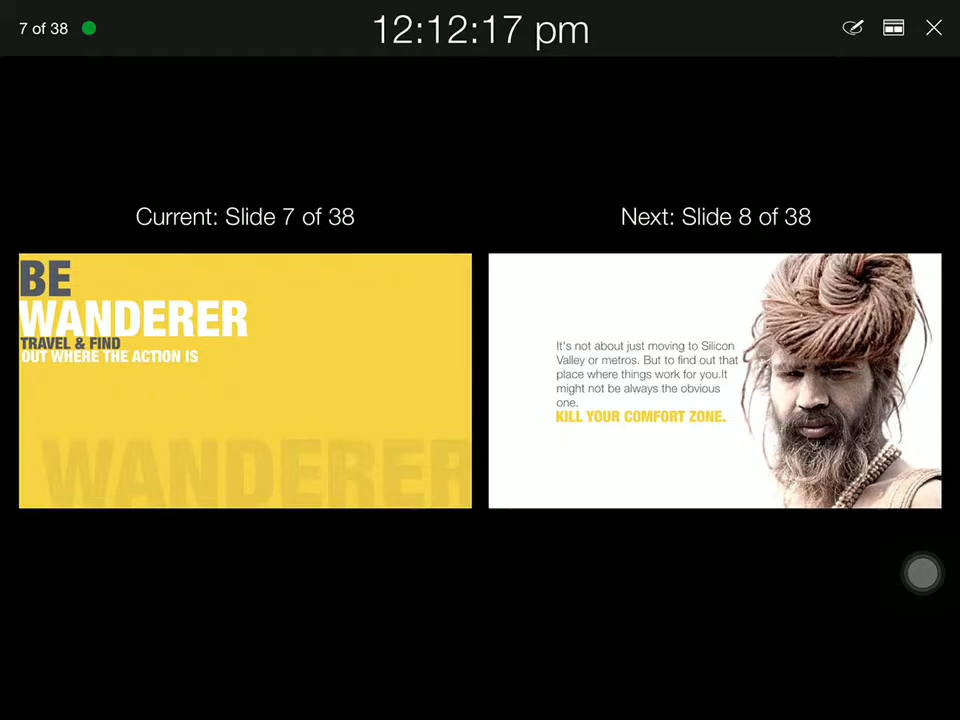 7 of 38
12:12:17 pm
Current: Slide 7 of 38
Next: Slide 8 of 38
BE
WANDERER
TRAVEL & FIND
OUT WHERE THE ACTION IS
WANDERER
It's not about just moving to Silicon
Valley or metros. But to find out that
place where things work for you.It
might not be always the obvious
one.
KILL YOUR COMFORT ZONE.